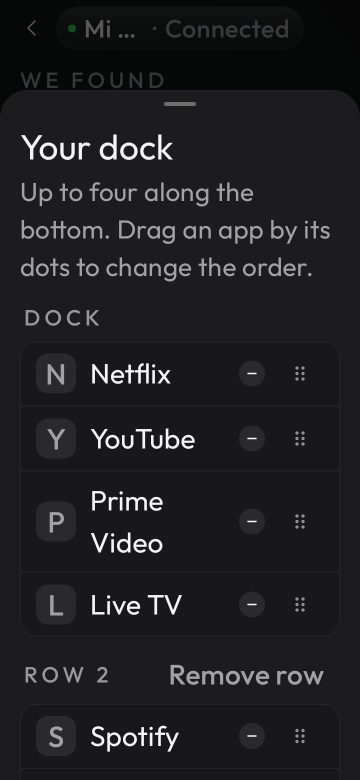 Mi ... · Connected
WE FOUND
Your dock
Up to four along the
bottom. Drag an app by its
dots to change the order.
DOCK
N Netflix
Y YouTube
P Prime
Video
L Live TV
ROW 2 Remove row
S Spotify